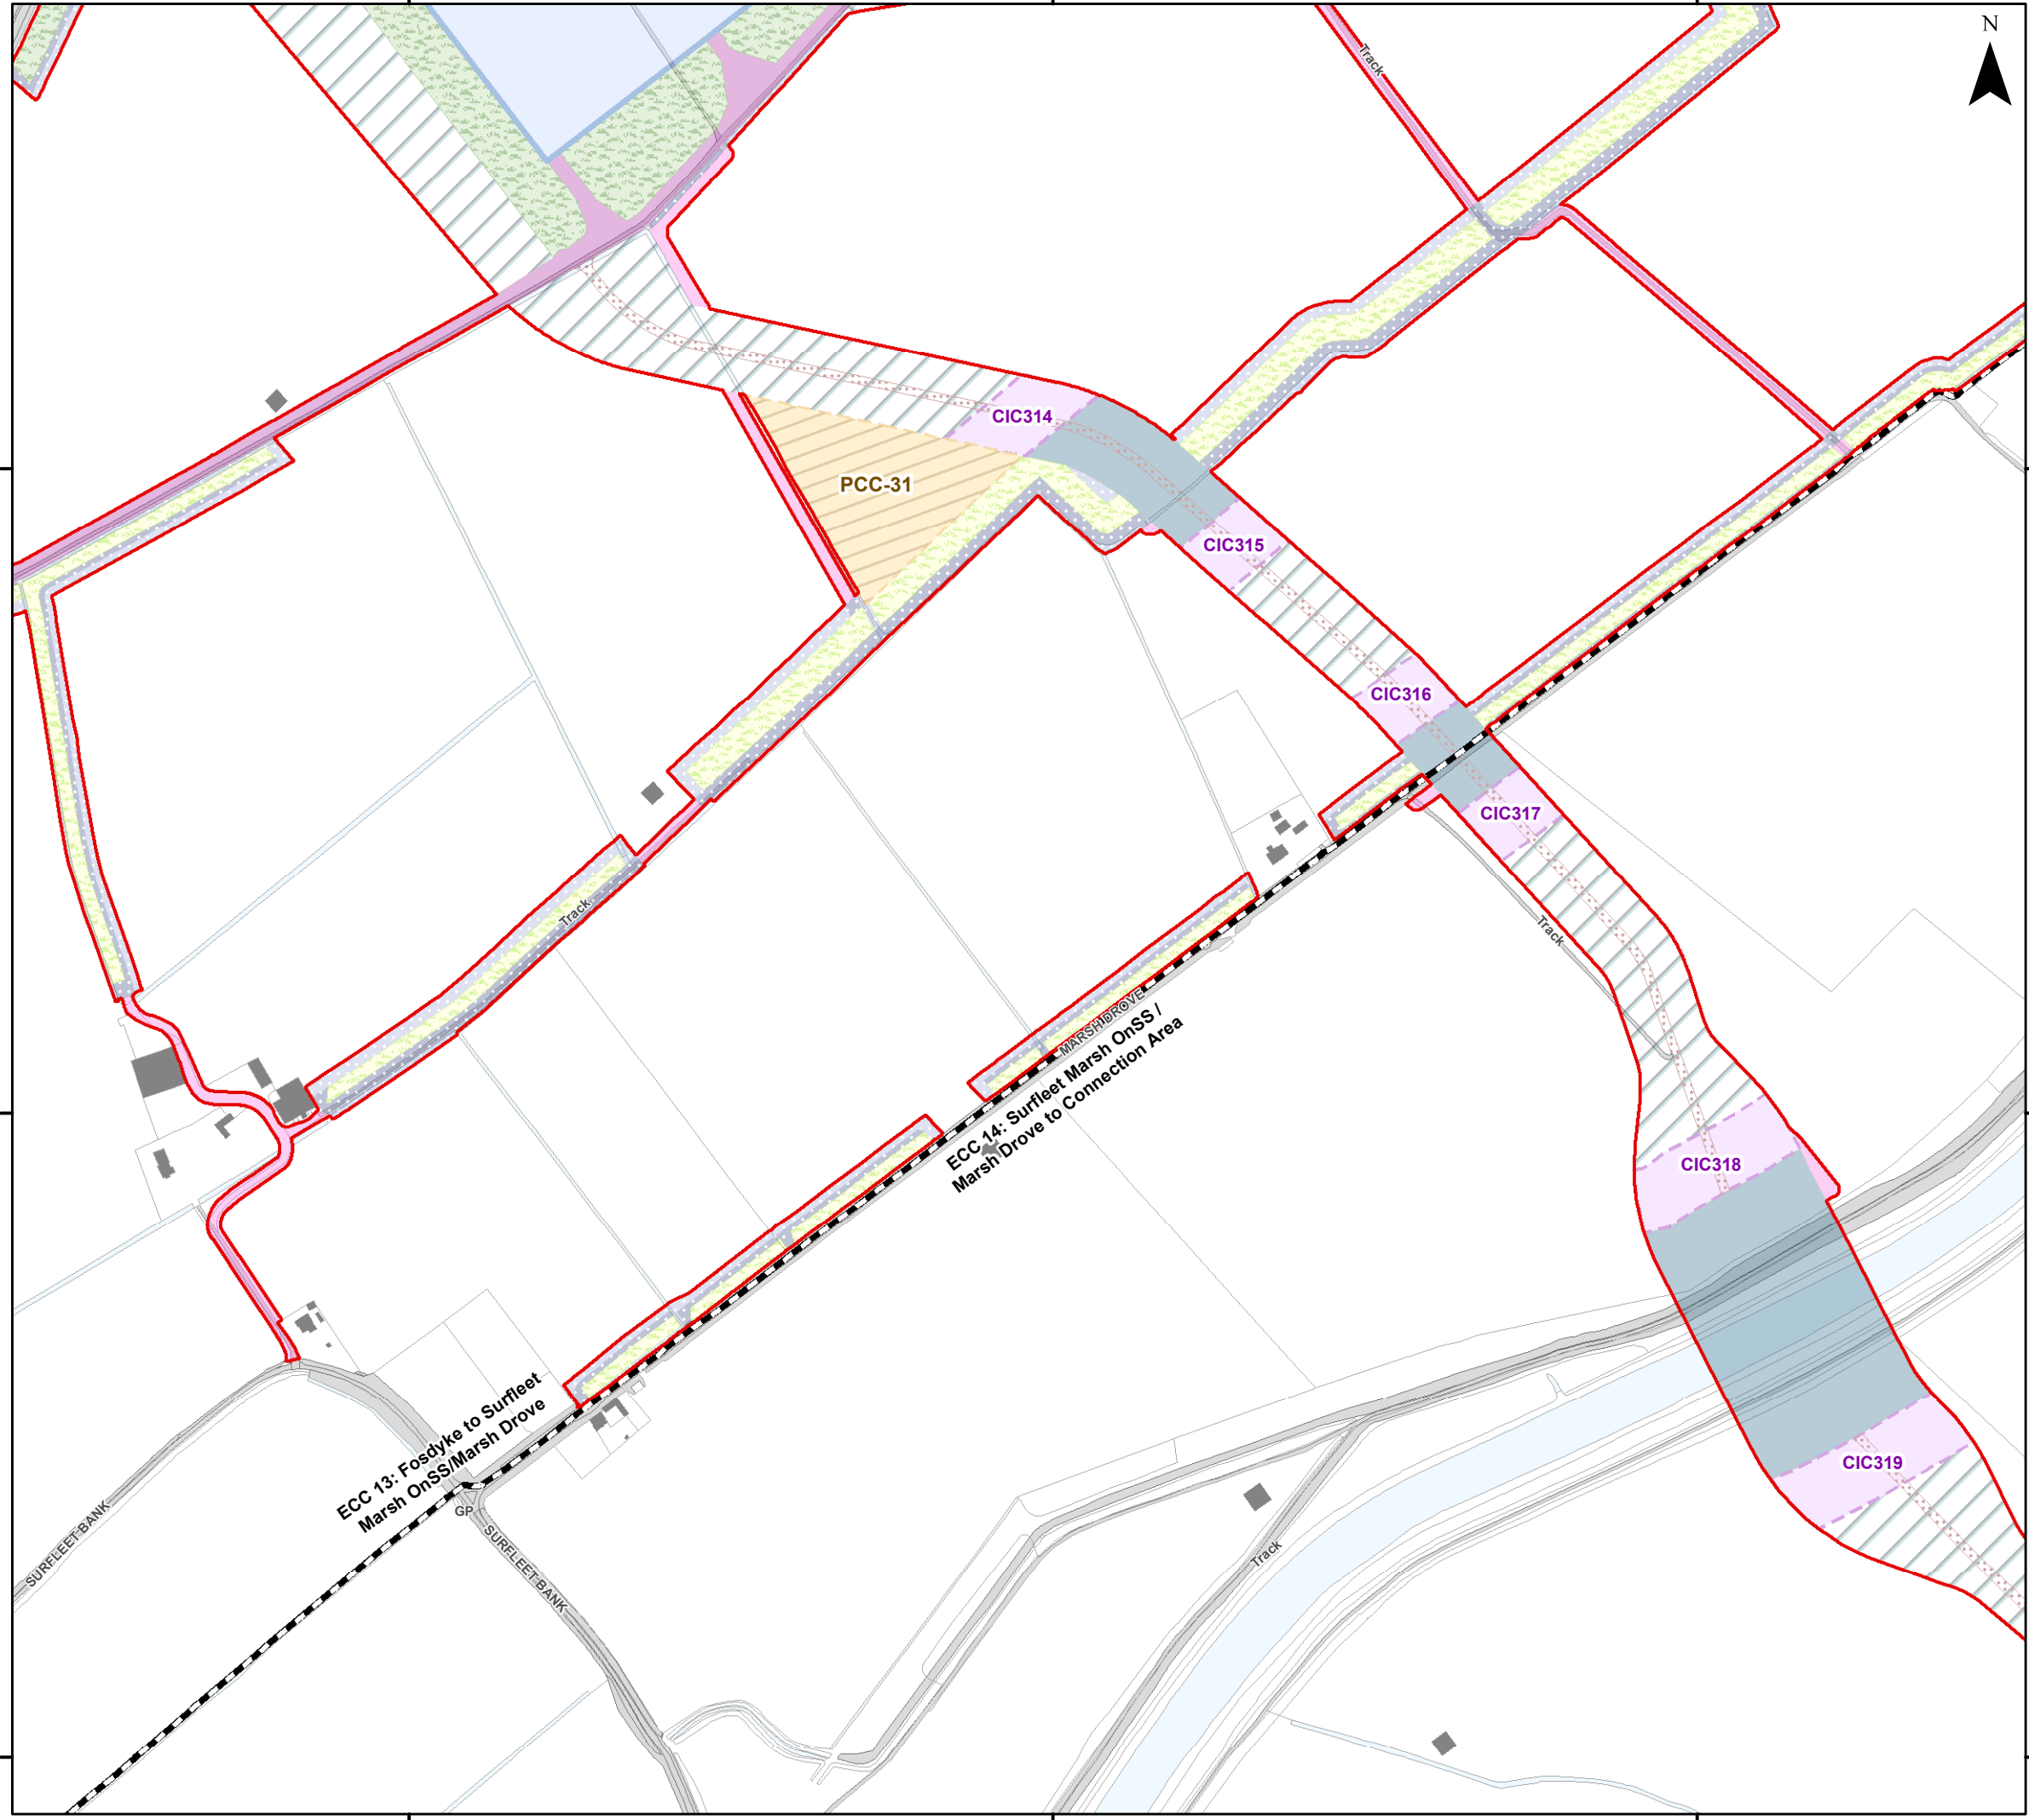 N
Track
CIC314
PCC-31
CIC315
CIC316
CIC317
Track
Track
MARSH DROVE
ECC 14: Surfleet Marsh OnSS /
Marsh Drove to Connection Area
CIC318
ECC 13: Fosdyke to Surfleet
Marsh OnSS/Marsh Drove
CIC319
GP
SURFLEET BANK
SURFLEET BANK
Track